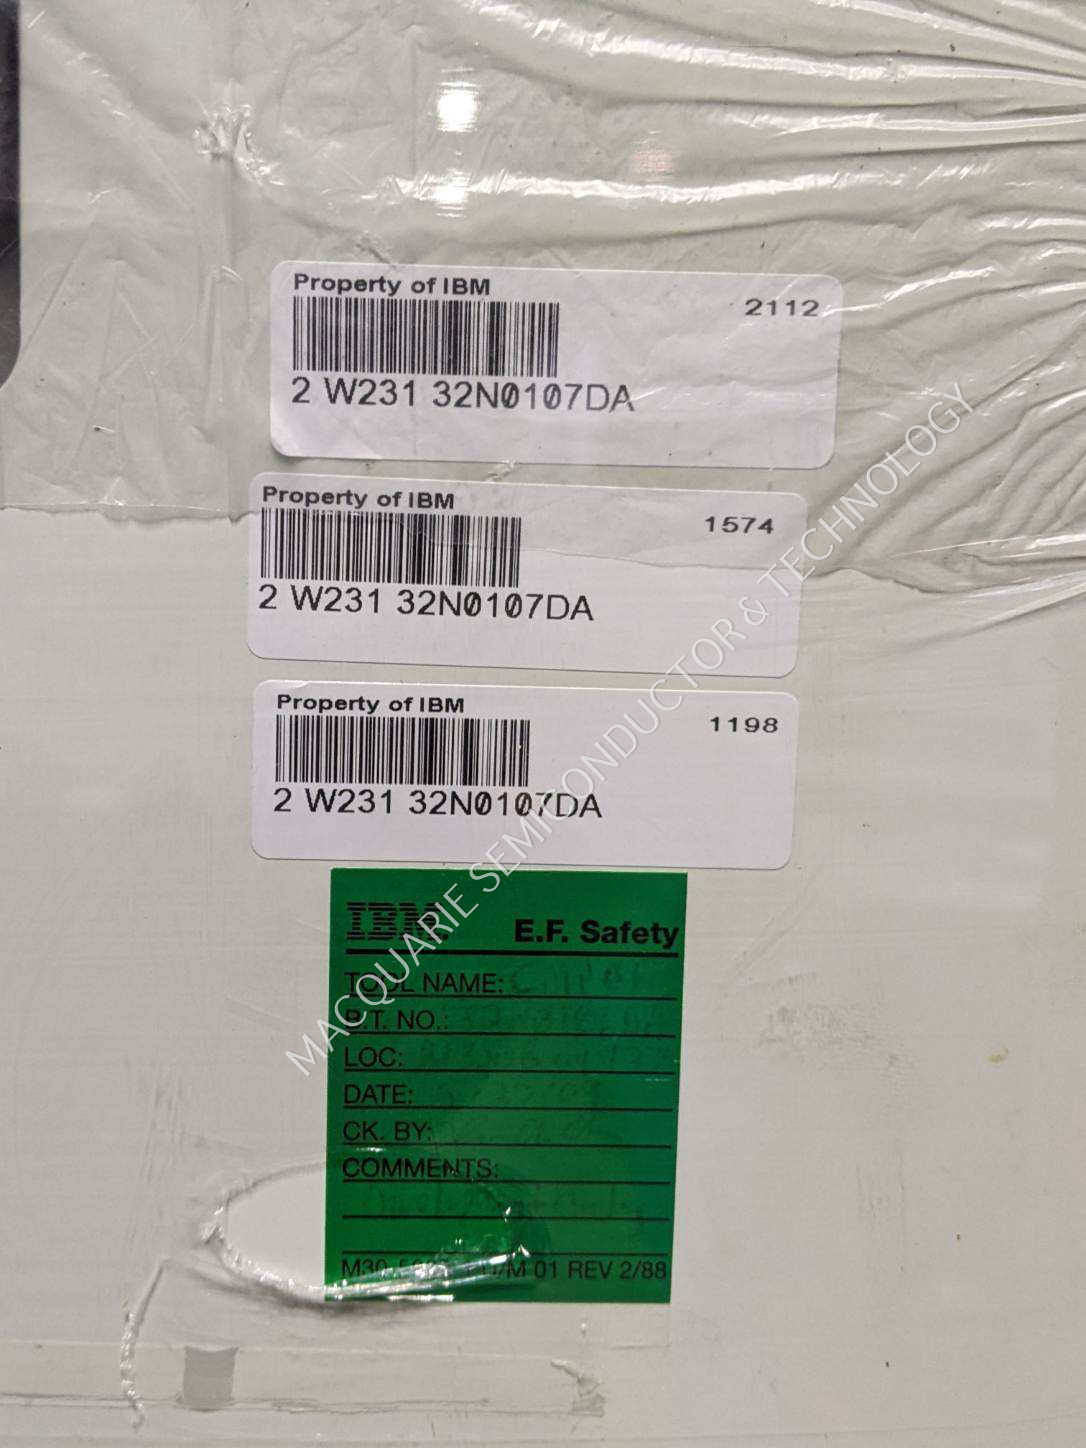 Property of IBM
2112
2 W231 32N0107DA
Property of IBM
1574
2 W231 32N0107DA
Property of IBM
1198
2 W231 32N0107DA
MACQUARIE SEMICONDUCTOR & TECHNOLOGY
IBM.
E.F. Safety
TOOL NAME:
B.T. NO.:
LOC:
DATE:
CK. BY:
COMMENTS:
01 REV 2/88